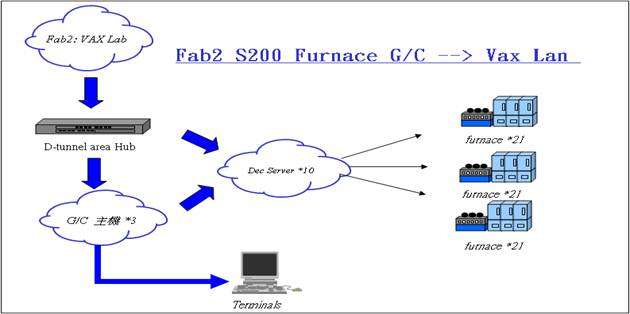 Fab2: VAX Lab
Fab2 S200 Furnace G/C --> Vax Lan
D-tunnel area Hub
Dec Server *10
furnace *21
furnace *21
furnace *21
G/C 主機 *3
Terminals